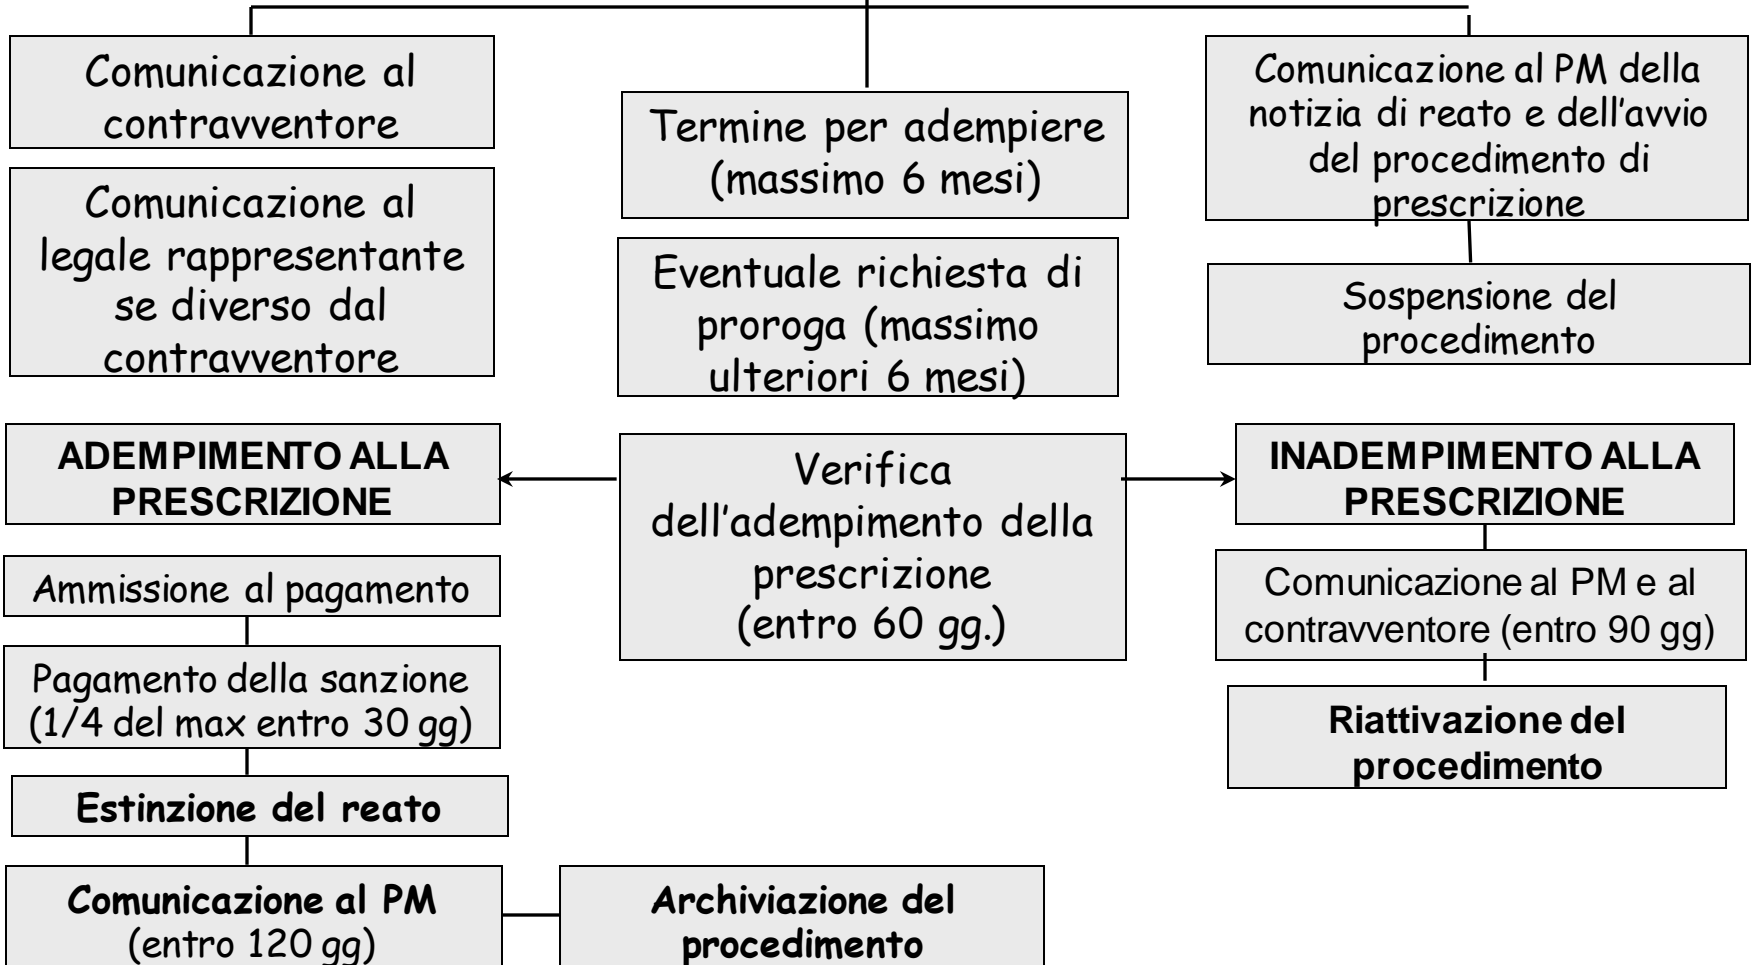 Comunicazione al
contravventore
Comunicazione al
legale rappresentante
se diverso dal
contravventore
Termine per adempiere
(massimo 6 mesi)
Eventuale richiesta di
proroga (massimo
ulteriori 6 mesi)
Comunicazione al PM della
notizia di reato e dell'avvio
del procedimento di
prescrizione
Sospensione del
procedimento
ADEMPIMENTO ALLA
PRESCRIZIONE
Verifica
dell'adempimento della
prescrizione
(entro 60 gg.)
INADEMPIMENTO ALLA
PRESCRIZIONE
Ammissione al pagamento
Pagamento della sanzione
(1/4 del max entro 30 gg)
Estinzione del reato
Comunicazione al PM
(entro 120 gg)
Archiviazione del
procedimento
Comunicazione al PM e al
contravventore (entro 90 gg)
Riattivazione del
procedimento